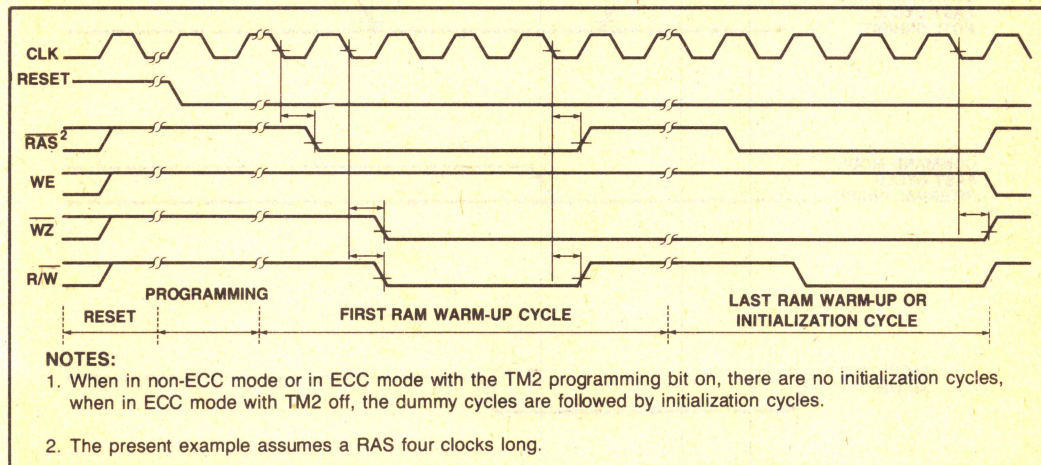 CLK
RESET
RAS2
WE
WZ
R/W
RESET
PROGRAMMING
FIRST RAM WARM-UP CYCLE
LAST RAM WARM-UP OR
INITIALIZATION CYCLE
NOTES:
1. When in non-ECC mode or in ECC mode with the TM2 programming bit on, there are no initialization cycles,
when in ECC mode with TM2 off, the dummy cycles are followed by initialization cycles.
2. The present example assumes a RAS four clocks long.